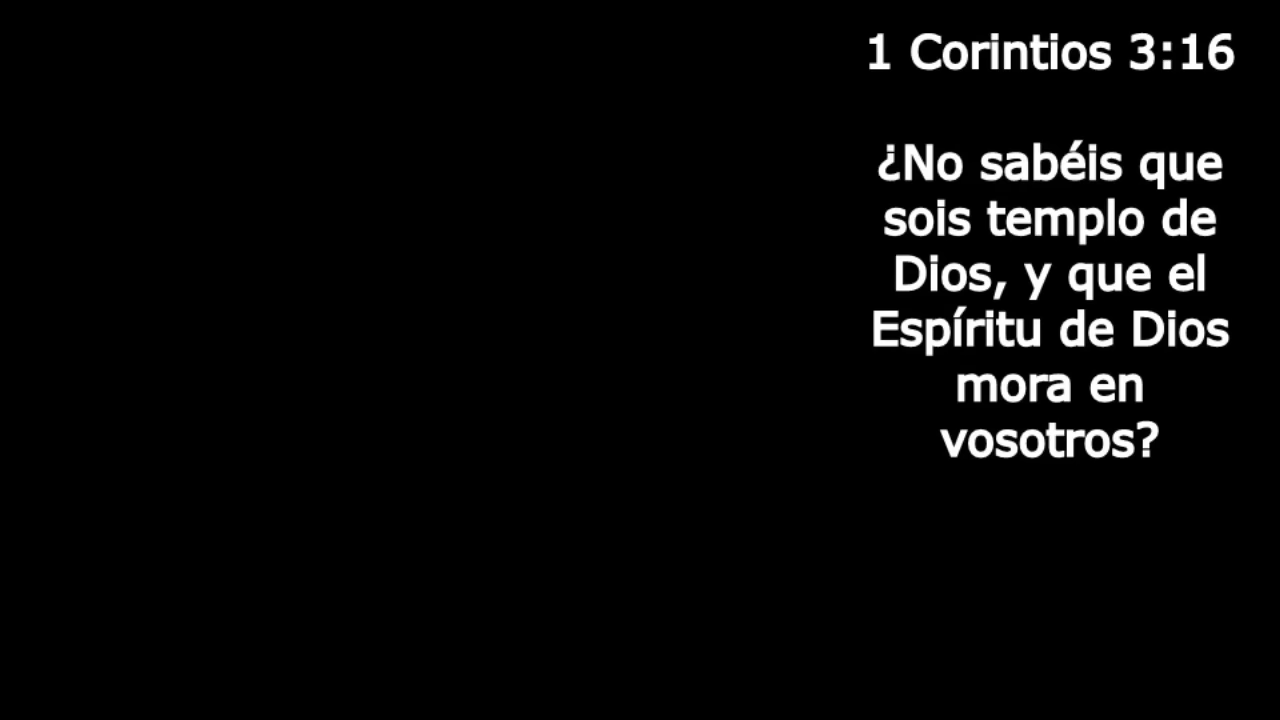 1 Corintios 3:16
¿No sabéis que
sois templo de
Dios, y que el
Espíritu de Dios
mora en
vosotros?